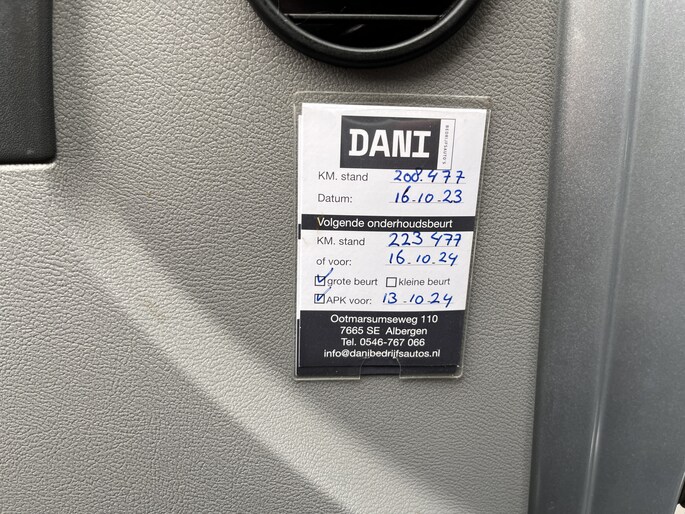 DANI
BEDRIJFSAUTO'S
KM. stand 208.477
Datum: 16-10-23
Volgende onderhoudsbeurt
KM. stand 223 477
of voor: 16.10.24
grote beurt kleine beurt
APK voor: 13-10-24
Ootmarsumseweg 110
7665 SE Albergen
Tel. 0546-767 066
info@danibedrijfsautos.nl